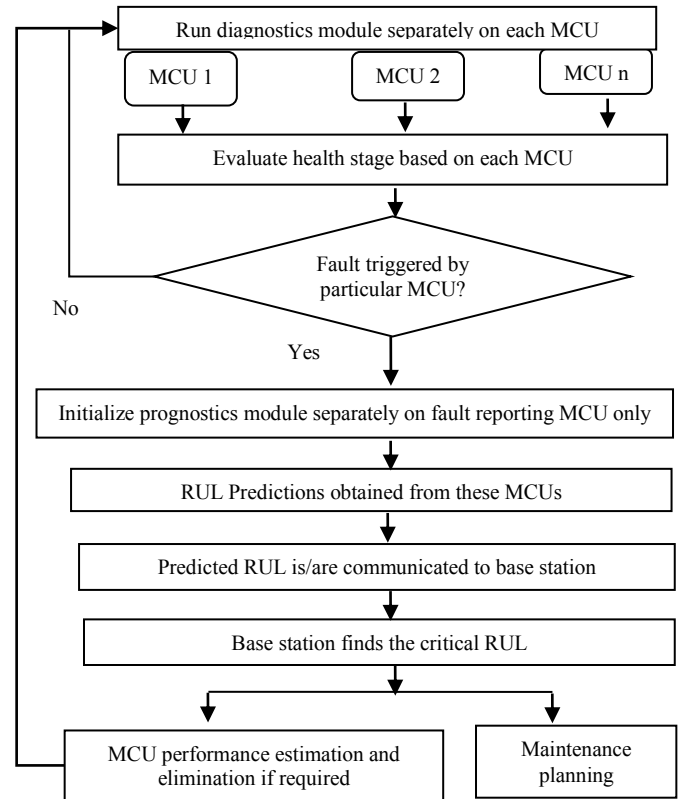 Run diagnostics module separately on each MCU
MCU 1
MCU 2
MCU n
Evaluate health stage based on each MCU
Fault triggered by
particular MCU?
No
Yes
Initialize prognostics module separately on fault reporting MCU only
RUL Predictions obtained from these MCUs
Predicted RUL is/are communicated to base station
Base station finds the critical RUL
MCU performance estimation and
elimination if required
Maintenance
planning